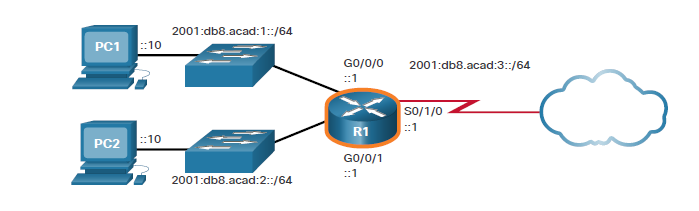 2001:db8.acad:1::/64
PC1
::10
G0/0/0
::1
2001:db8.acad:3::/64
S0/1/0
::1
R1
PC2
::10
G0/0/1
::1
2001:db8.acad:2::/64